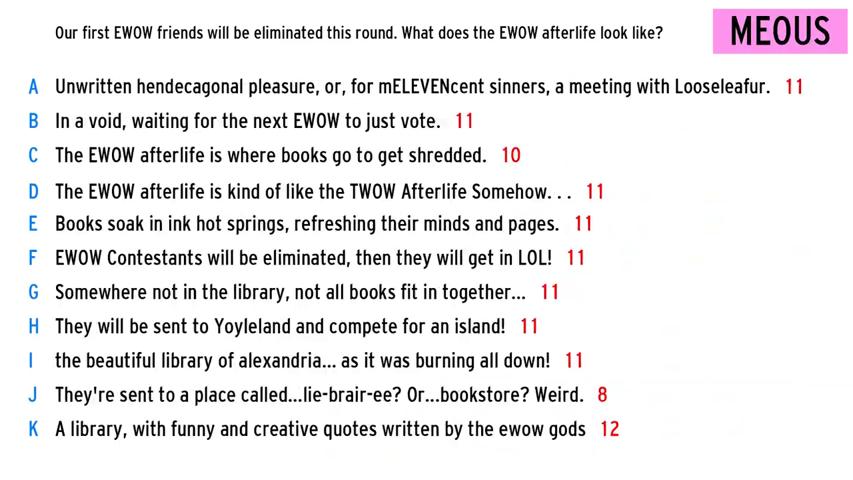 Our first EWOW friends will be eliminated this round. What does the EWOW afterlife look like?
MEOUS
A Unwritten hendecagonal pleasure, or, for mELEVENcent sinners, a meeting with Looseleafur. 11
B In a void, waiting for the next EWOW to just vote. 11
C The EWOW afterlife is where books go to get shredded. 10
D The EWOW afterlife is kind of like the TWOW Afterlife Somehow. . . 11
E Books soak in ink hot springs, refreshing their minds and pages. 11
F EWOW Contestants will be eliminated, then they will get in LOL! 11
G Somewhere not in the library, not all books fit in together... 11
H They will be sent to Yoyleland and compete for an island! 11
I the beautiful library of alexandria... as it was burning all down! 11
J They're sent to a place called...lie-brair-ee? Or...bookstore? Weird. 8
K A library, with funny and creative quotes written by the ewow gods 12